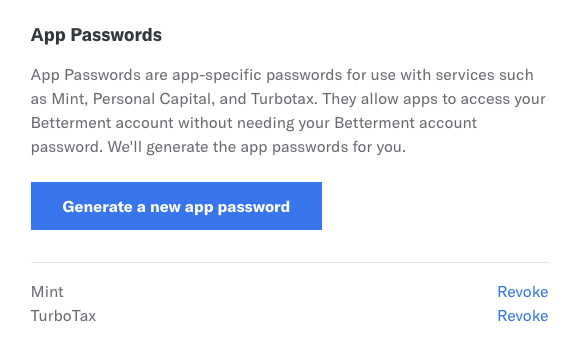 App Passwords
App Passwords are app-specific passwords for use with services such
as Mint, Personal Capital, and Turbotax. They allow apps to access your
Betterment account without needing your Betterment account
password. We'll generate the app passwords for you.
Generate a new app password
Mint Revoke
TurboTax Revoke